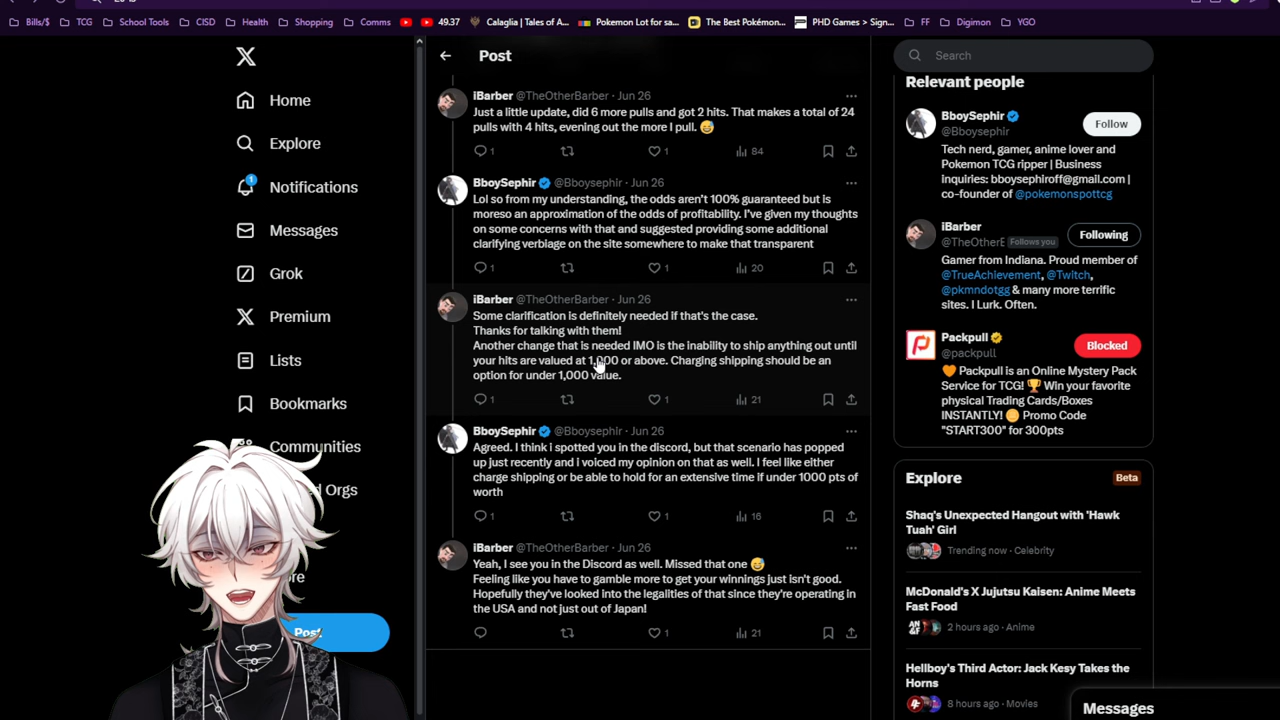 Bills/$
TCG
School Tools
CISD
Health
Shopping
Comms
49.37
Calaglia | Tales of A...
Pokemon Lot for sa...
The Best Pokémon...
PHD Games > Sign...
FF
Digimon
YGO
Home
Explore
1
Notifications
Messages
Grok
Premium
Lists
Bookmarks
Communities
Orgs
Post
Post
iBarber @TheOtherBarber · Jun 26
Just a little update, did 6 more pulls and got 2 hits. That makes a total of 24
pulls with 4 hits, evening out the more I pull. 😅
1 1 84
BboySephir @Bboysephir · Jun 26
Lol so from my understanding, the odds aren't 100% guaranteed but is
moreso an approximation of the odds of profitability. I've given my thoughts
on some concerns with that and suggested providing some additional
clarifying verbiage on the site somewhere to make that transparent
1 1 20
iBarber @TheOtherBarber · Jun 26
Some clarification is definitely needed if that's the case.
Thanks for talking with them!
Another change that is needed IMO is the inability to ship anything out until
your hits are valued at 1,000 or above. Charging shipping should be an
option for under 1,000 value.
1 1 21
BboySephir @Bboysephir · Jun 26
Agreed. I think i spotted you in the discord, but that scenario has popped
up just recently and i voiced my opinion on that as well. I feel like either
charge shipping or be able to hold for an extensive time if under 1000 pts of
worth
1 1 16
iBarber @TheOtherBarber · Jun 26
Yeah, I see you in the Discord as well. Missed that one 😅
Feeling like you have to gamble more to get your winnings just isn't good.
Hopefully they've looked into the legalities of that since they're operating in
the USA and not just out of Japan!
1 21
Search
Relevant people
BboySephir
@Bboysephir
Follow
Tech nerd, gamer, anime lover and
Pokemon TCG ripper | Business
inquiries: bboysephiroff@gmail.com |
co-founder of @pokemonspottcg
iBarber
@TheOtherE Follows you
Following
Gamer from Indiana. Proud member of
@TrueAchievement, @Twitch,
@pkmndotgg & many more terrific
sites. I Lurk. Often.
Packpull
@packpull
Blocked
🧡 Packpull is an Online Mystery Pack
Service for TCG! 🏆 Win your favorite
physical Trading Cards/Boxes
INSTANTLY! 🪙 Promo Code
"START300" for 300pts
Explore
Beta
Shaq's Unexpected Hangout with 'Hawk
Tuah' Girl
Trending now · Celebrity
McDonald's X Jujutsu Kaisen: Anime Meets
Fast Food
2 hours ago · Anime
Hellboy's Third Actor: Jack Kesy Takes the
Horns
8 hours ago · Movies
Messages